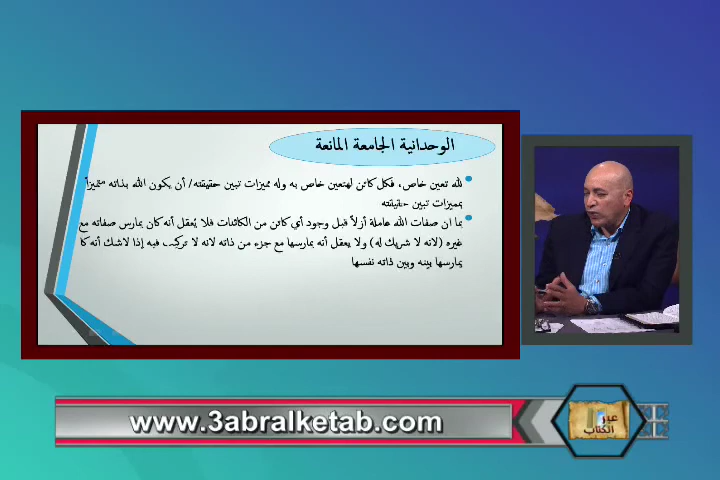 الوحدانية الجامعة المانعة
لله تعين خاص، فكل كائن لهتعين خاص به وله مميزات تبين حقيقته/ أن يكون الله بذاته متميزاً
بمميزات تبين حقيقته
بما ان صفات الله عاملة أزلاً قبل وجود أي كائن من الكائنات فلا يُعقل أنه كان يمارس صفاته مع
غيره (لانه لا شريك له) ولا يعقل أنه يمارسها مع جزء من ذاته لانه لا تركيب فيه إذا لاشك أنه كا
يمارسها بينه وبين ذاته نفسها
www.3abralketab.com
عبر
الكتاب